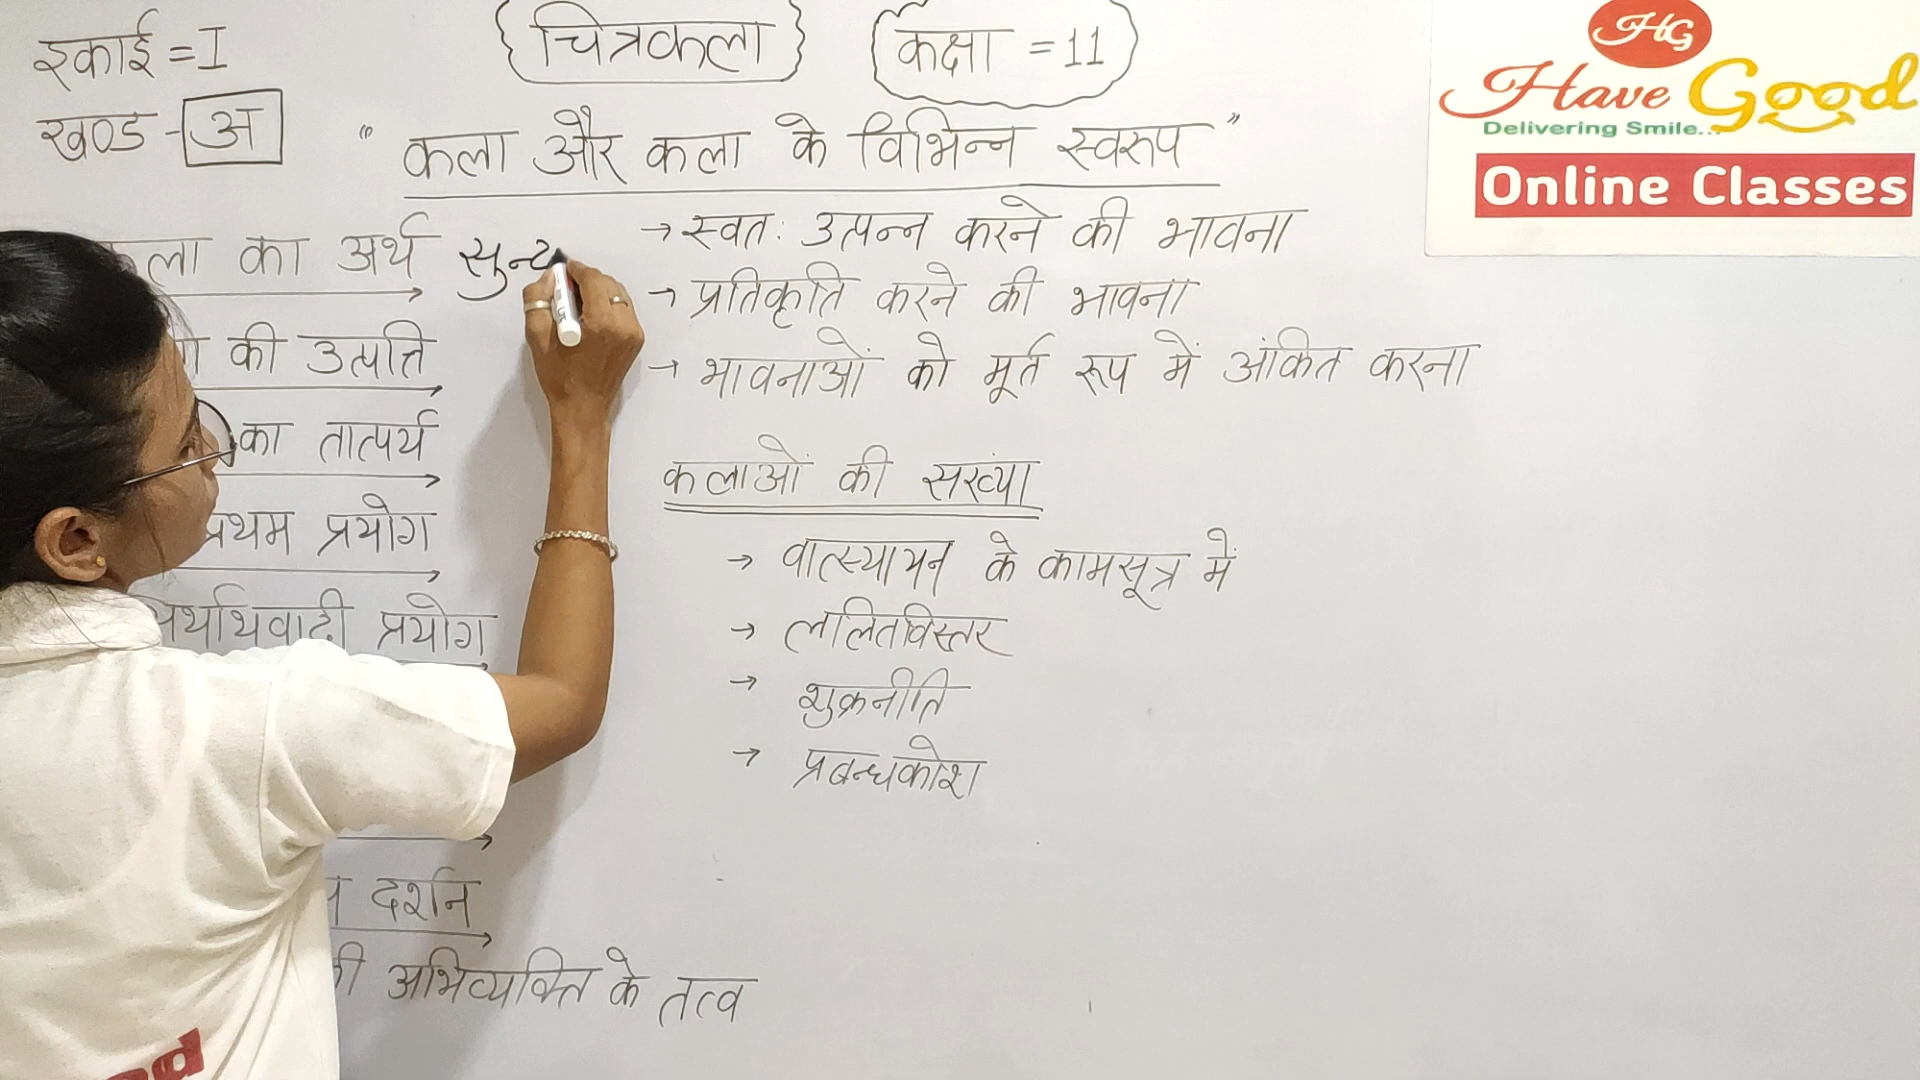 इकाई = I
चित्रकला
कक्षा = 11
खण्ड - अ
" कला और कला के विभिन्न स्वरुप "
HG
Have Good
Delivering Smile...
Online Classes
का अर्थ
→ स्वत: उत्पन्न करने की भावना
→ प्रतिकृति करने की भावना
→ भावनाओं को मूर्त रूप में अंकित करना
की उत्पत्ति
का तात्पर्य
प्रथम प्रयोग
प्रयोग
दर्शन
की अभिव्यक्ति के तत्व
कलाओं की सख्यां
→ वात्स्यायन के कामसूत्र में
→ ललितविस्तर
→ शुक्रनीति
→ प्रबन्धकोश